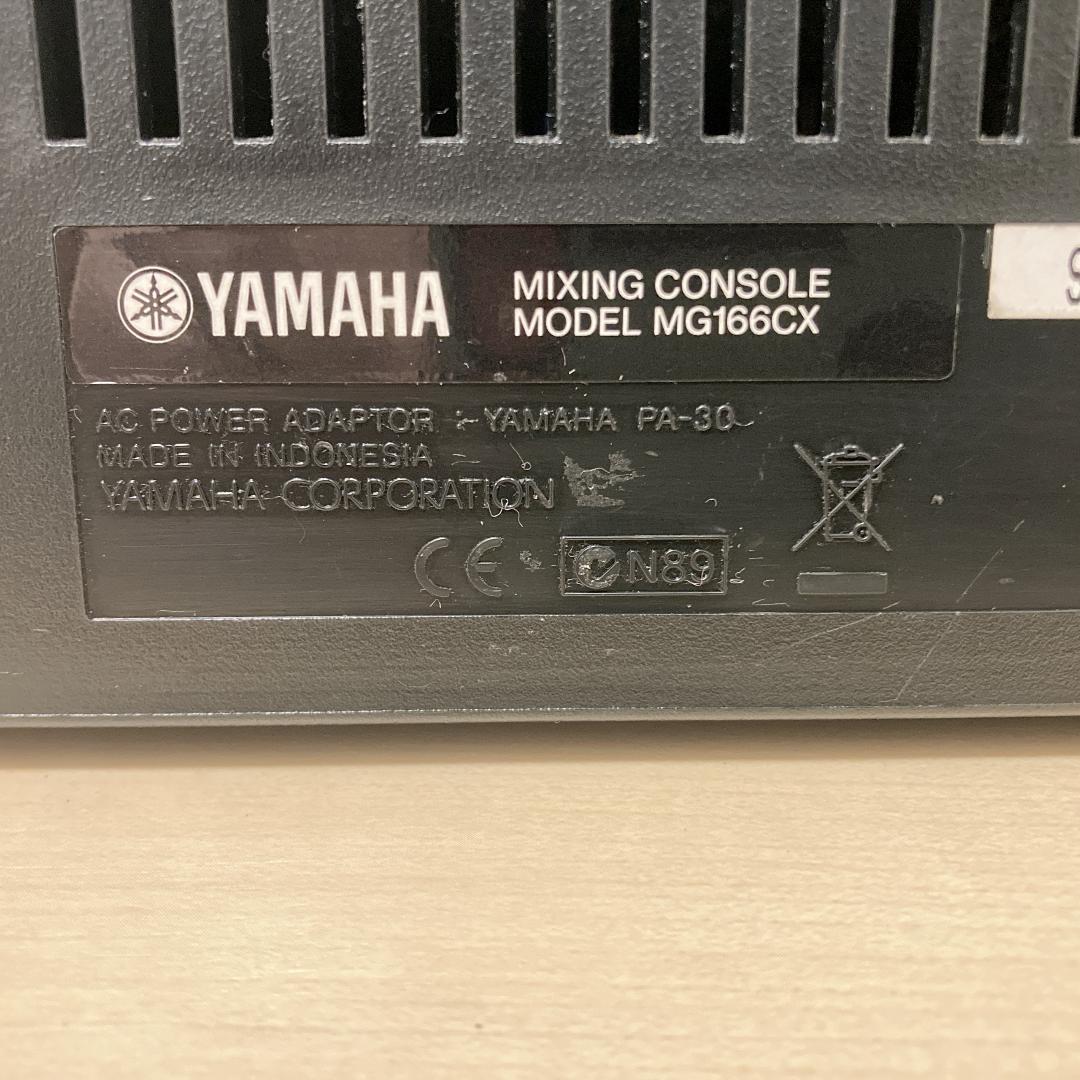 YAMAHA
MIXING CONSOLE
MODEL MG166CX
AC POWER ADAPTOR : YAMAHA PA-30
MADE IN INDONESIA
YAMAHA CORPORATION
CE
N89